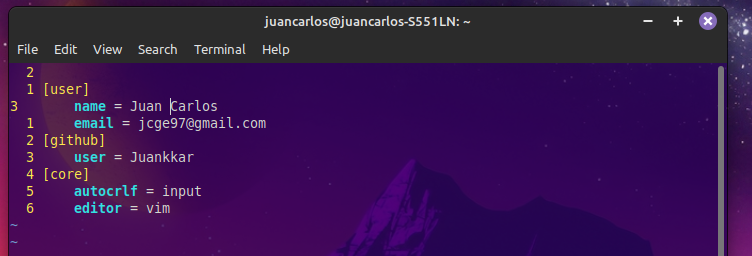 juancarlos@juancarlos-S551LN: ~
File Edit View Search Terminal Help
2
1 [user]
3 name = Juan Carlos
1 email = jcge97@gmail.com
2 [github]
3 user = Juankkar
4 [core]
5 autocrlf = input
6 editor = vim
~
~